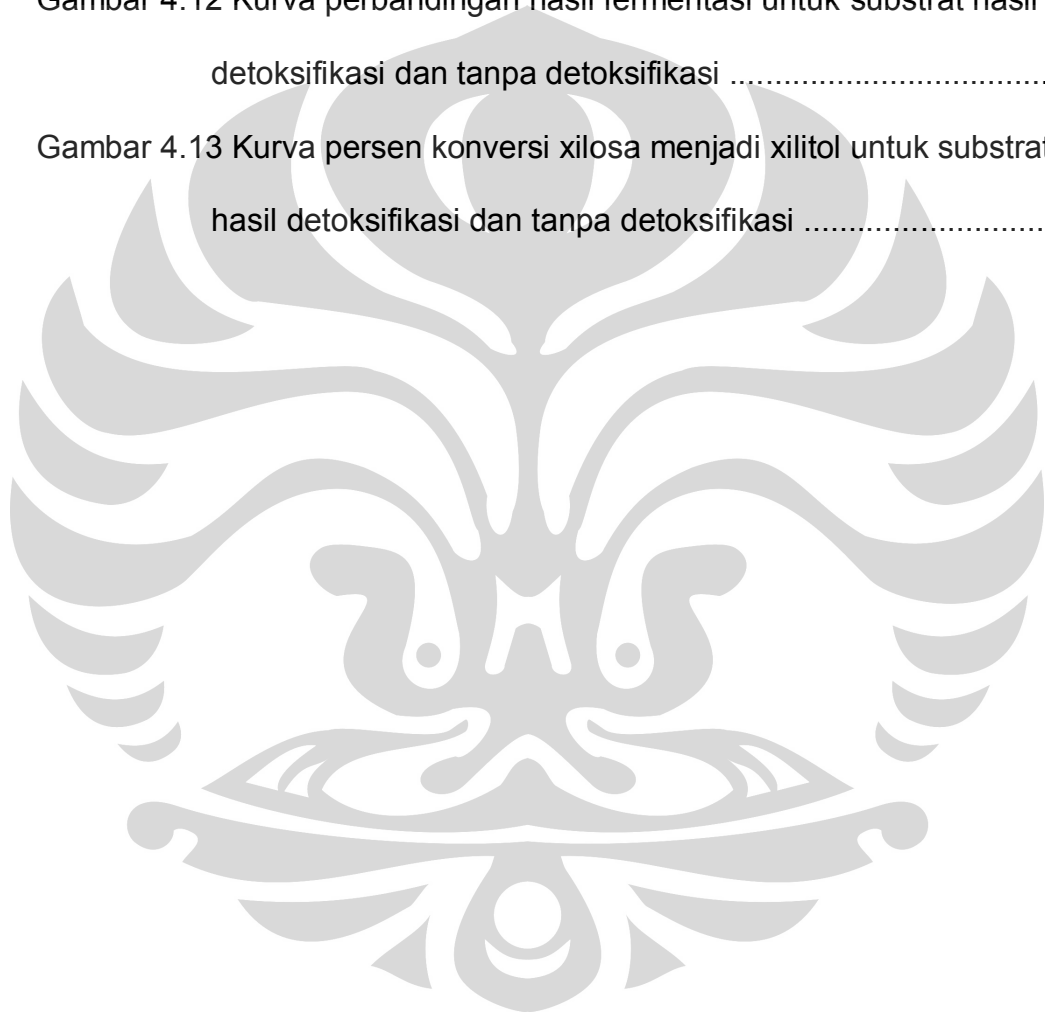 Gambar 4.12 Kurva perbandingan hasil fermentasi untuk substrat hasil
detoksifikasi dan tanpa detoksifikasi ...................................
Gambar 4.13 Kurva persen konversi xilosa menjadi xilitol untuk substrat
hasil detoksifikasi dan tanpa detoksifikasi ...........................